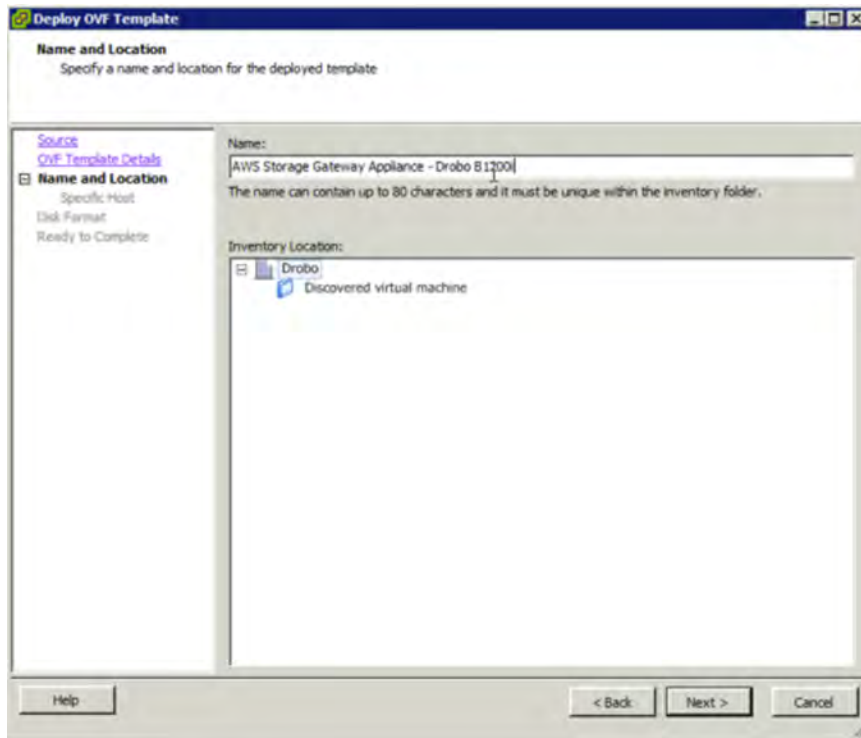 Deploy OVF Template
Name and Location
Specify a name and location for the deployed template
Source
OVF Template Details
Name and Location
Specific Host
Disk Format
Ready to Complete
Name:
AWS Storage Gateway Appliance - Drobo B1200i
The name can contain up to 80 characters and it must be unique within the inventory folder.
Inventory Location:
Drobo
Discovered virtual machine
Help
< Back
Next >
Cancel